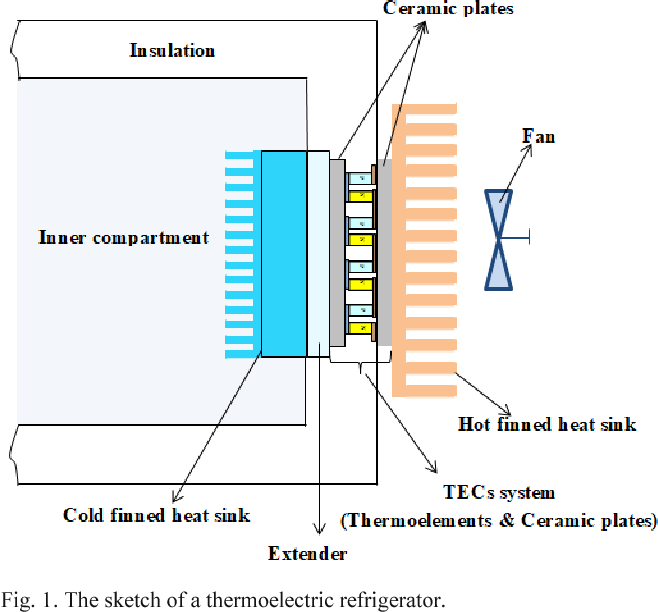 Ceramic plates
Insulation
Fan
Inner compartment
Hot finned heat sink
TECs system
(Thermoelements & Ceramic plates)
Cold finned heat sink
Extender
Fig. 1. The sketch of a thermoelectric refrigerator.